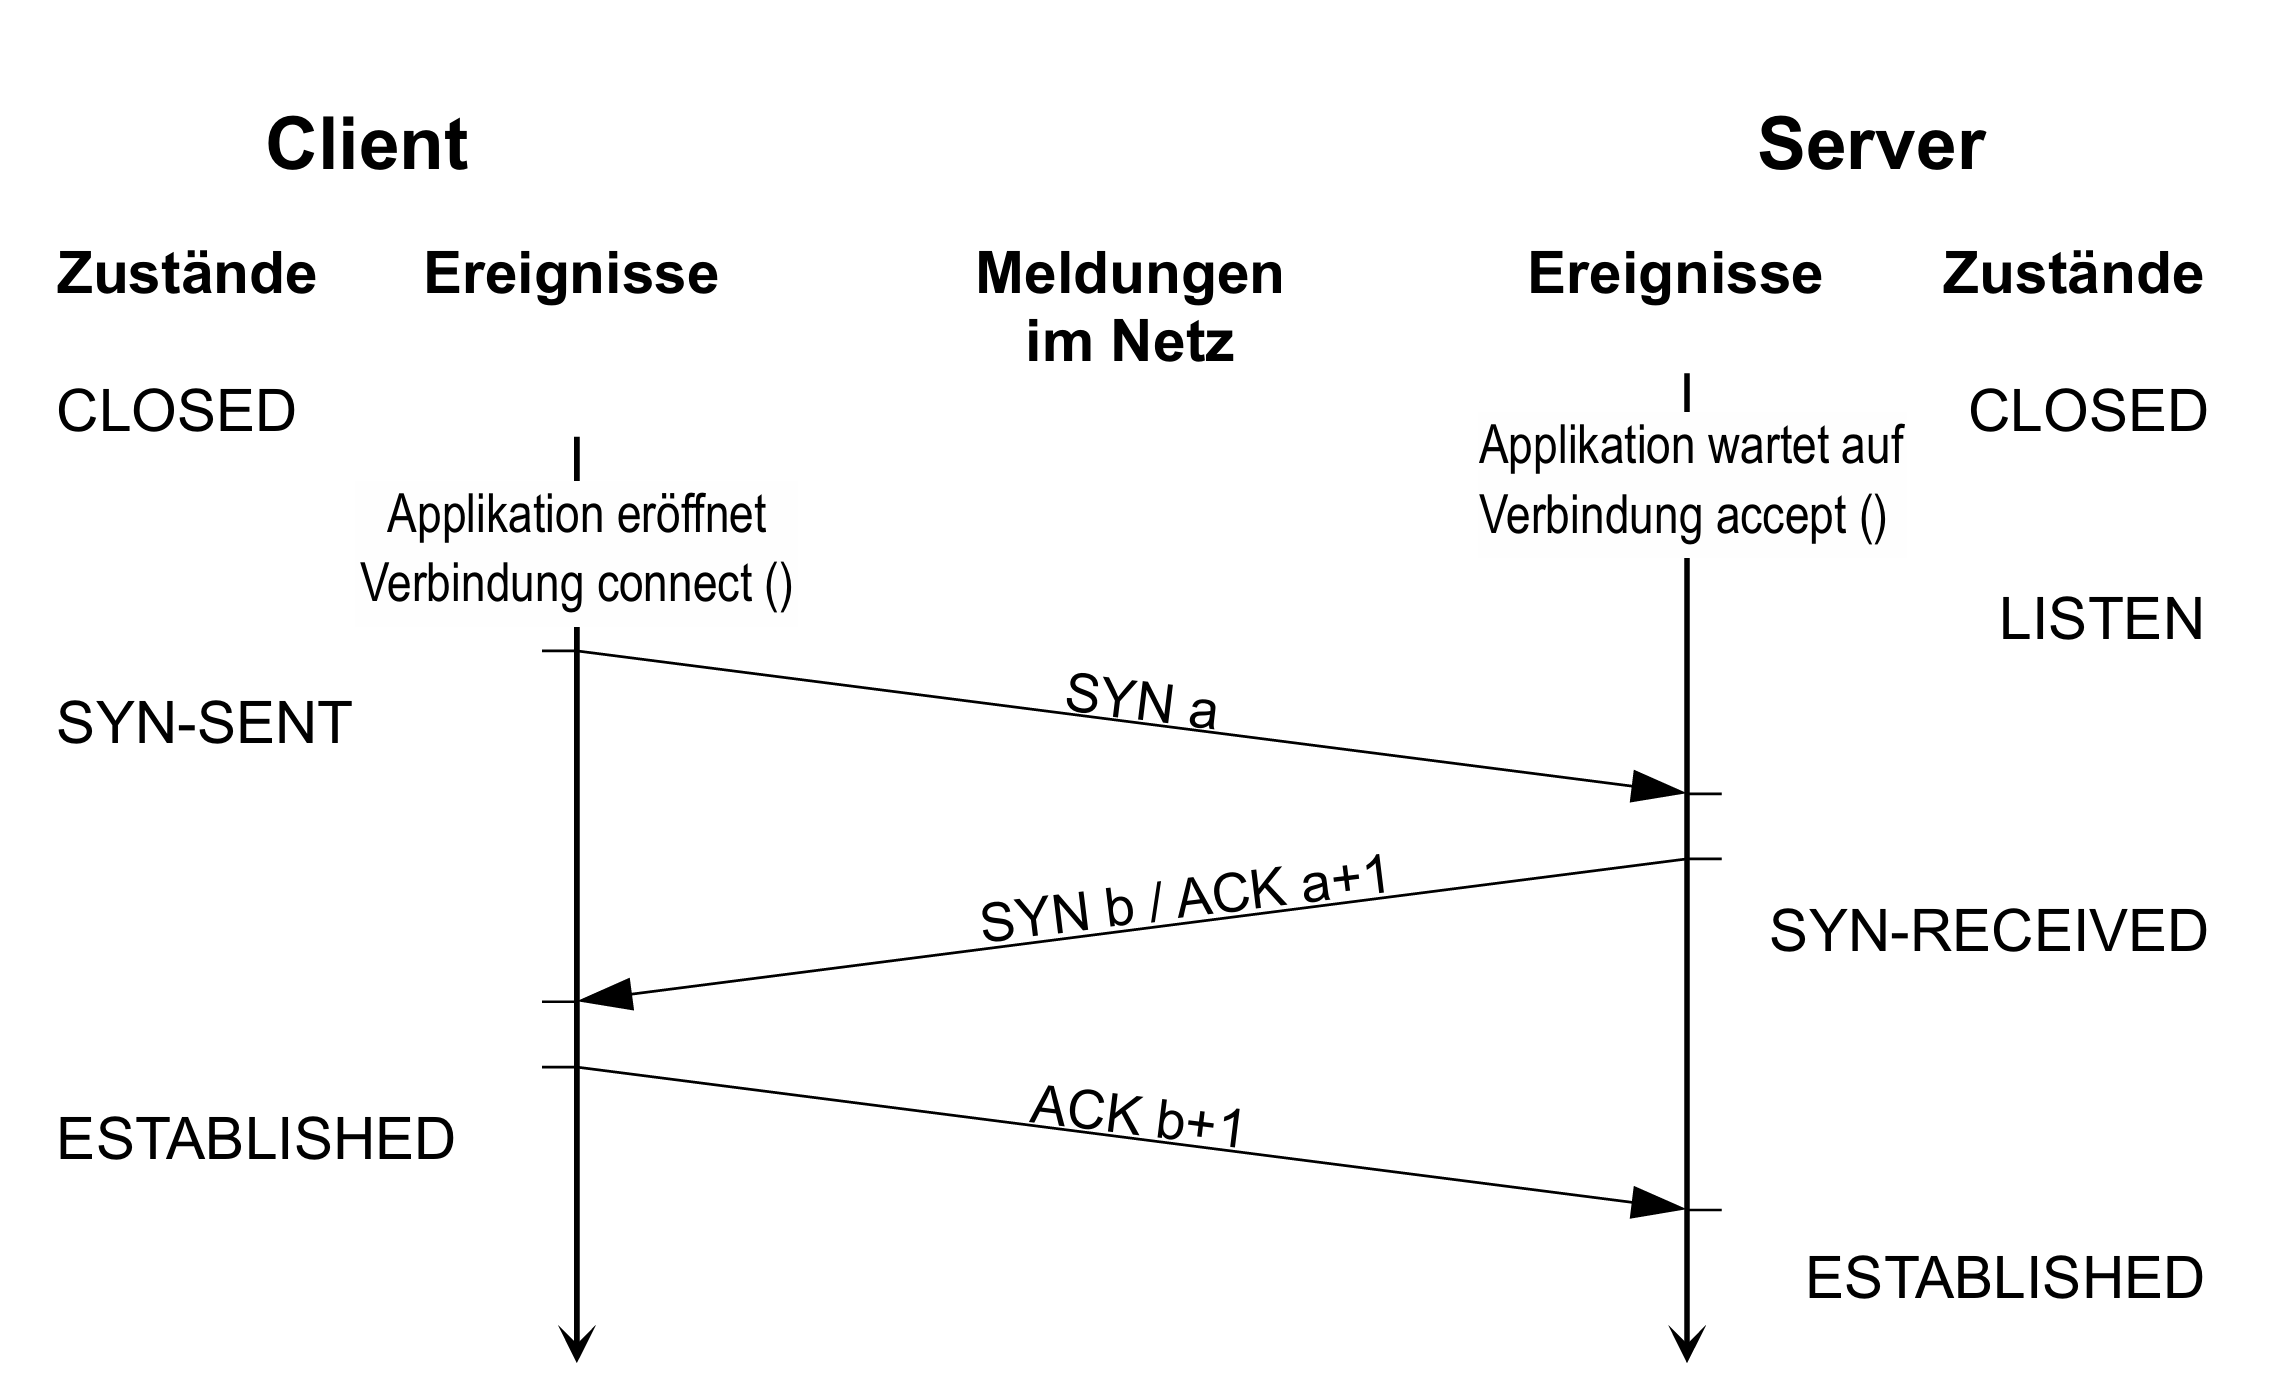 Client
Server
Zustände
Ereignisse
Meldungen
im Netz
Ereignisse
Zustände
CLOSED
CLOSED
Applikation wartet auf
Verbindung accept ()
Applikation eröffnet
Verbindung connect ()
LISTEN
SYN a
SYN-SENT
SYN b / ACK a+1
SYN-RECEIVED
ACK b+1
ESTABLISHED
ESTABLISHED